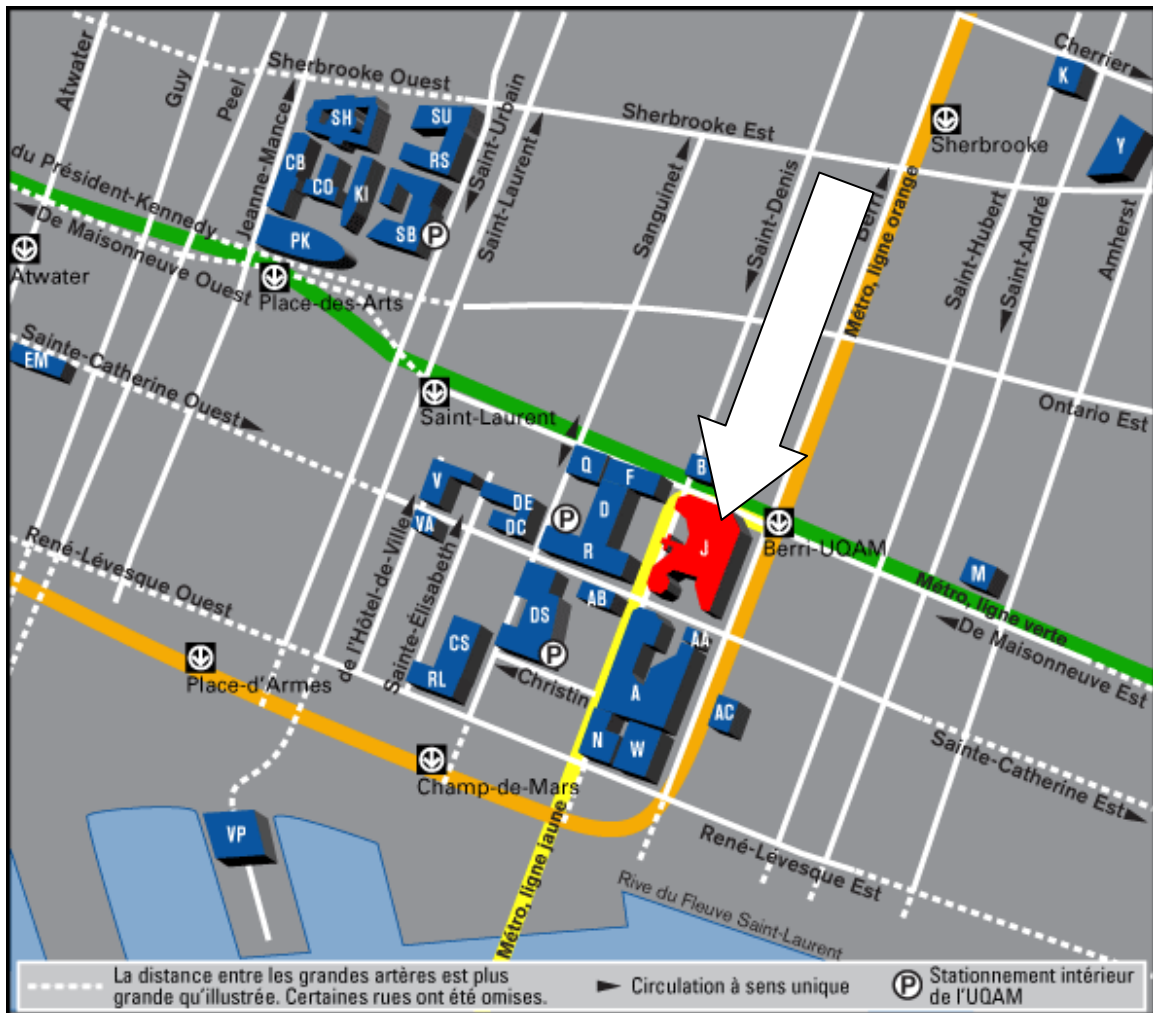 Atwater
Guy
Peel
Sherbrooke Ouest
Jeanne-Mance
Saint-Urbain
Saint-Laurent
Sherbrooke Est
Sanguinet
Saint-Denis
Berri
Métro, ligne orange
Sherbrooke
Cherrier
K
Y
Saint-Hubert
Saint-André
Amherst
SH
SU
RS
CB
CO
KI
SB
P
PK
du Président-Kennedy
De Maisonneuve Ouest
Atwater
Place-des-Arts
Sainte-Catherine Ouest
EM
Saint-Laurent
Ontario Est
Q
F
B
V
VA
DE
DC
P
D
R
J
Berri-UQAM
M
Métro, ligne verte
De Maisonneuve Est
René-Lévesque Ouest
de l'Hôtel-de-Ville
Sainte-Élisabeth
AB
DS
P
CS
RL
Christin
AA
A
AC
N
W
Place-d'Armes
Champ-de-Mars
Sainte-Catherine Est
René-Lévesque Est
VP
Métro, ligne jaune
Rive du Fleuve Saint-Laurent
La distance entre les grandes artères est plus
grande qu'illustrée. Certaines rues ont été omises.
Circulation à sens unique
P
Stationnement intérieur
de l'UQAM